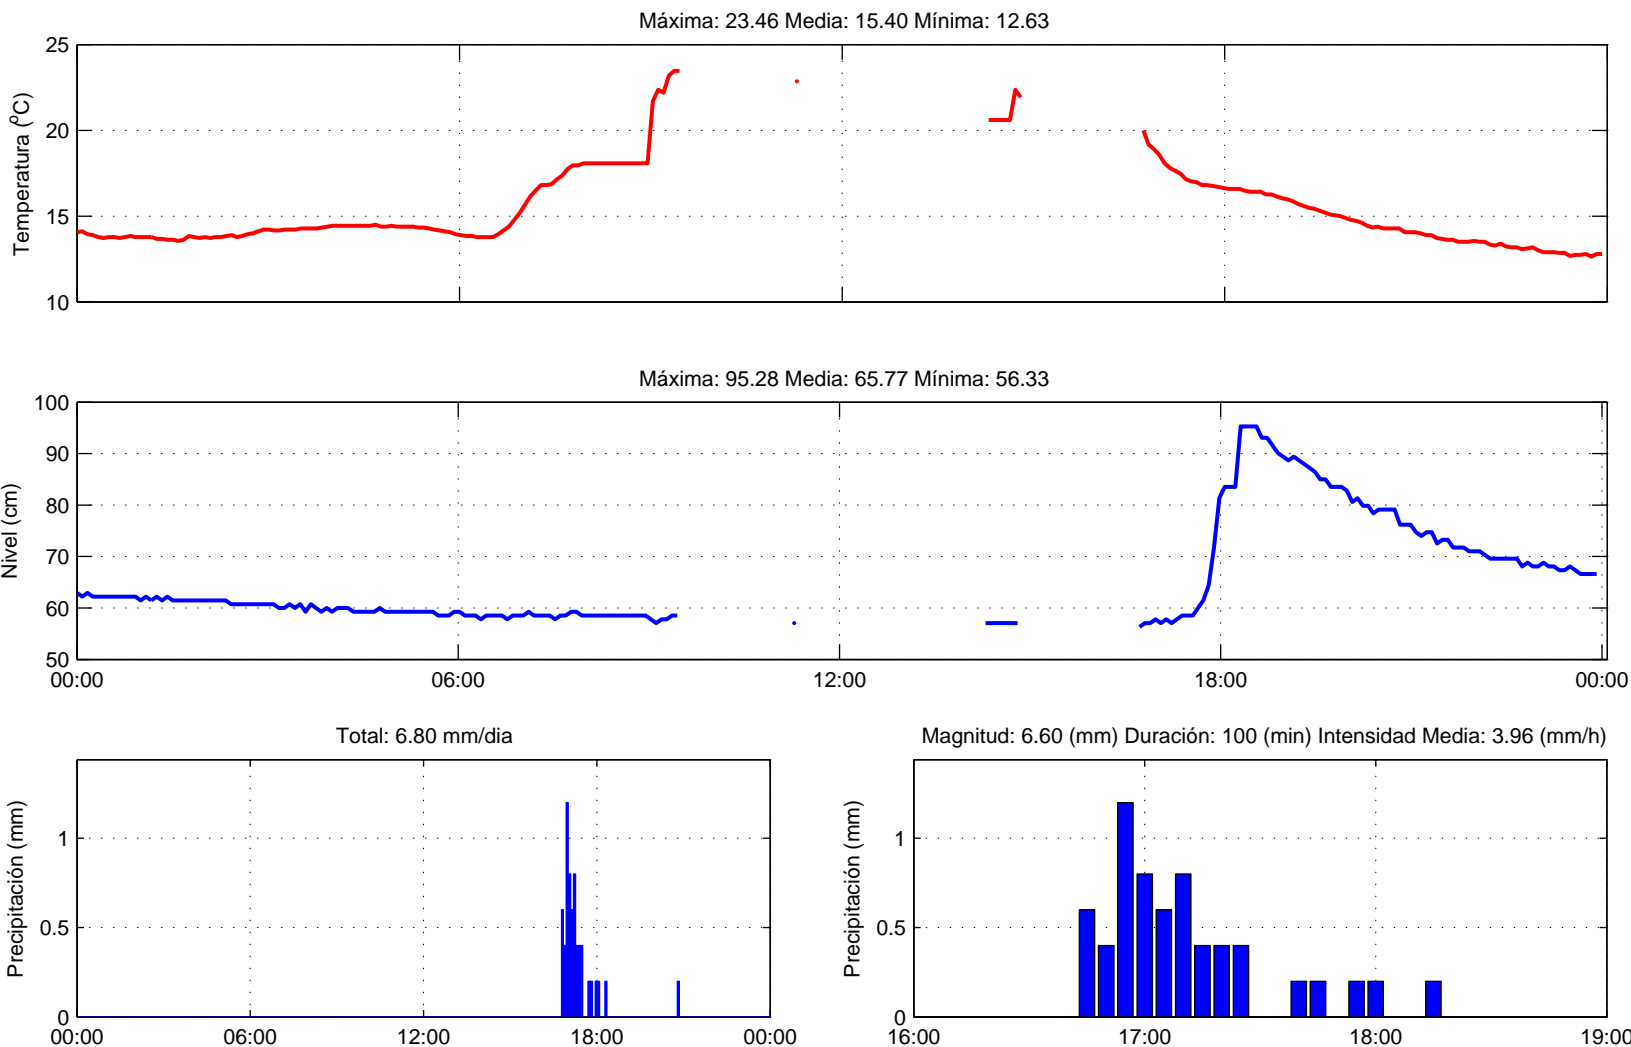 Máxima: 23.46 Media: 15.40 Mínima: 12.63
25
20
15
10
Temperatura (ºC)
Máxima: 95.28 Media: 65.77 Mínima: 56.33
100
90
80
70
60
50
Nivel (cm)
00:00 06:00 12:00 18:00 00:00
Total: 6.80 mm/dia
1
0.5
0
Precipitación (mm)
00:00 06:00 12:00 18:00 00:00
Magnitud: 6.60 (mm) Duración: 100 (min) Intensidad Media: 3.96 (mm/h)
1
0.5
0
Precipitación (mm)
16:00 17:00 18:00 19:00